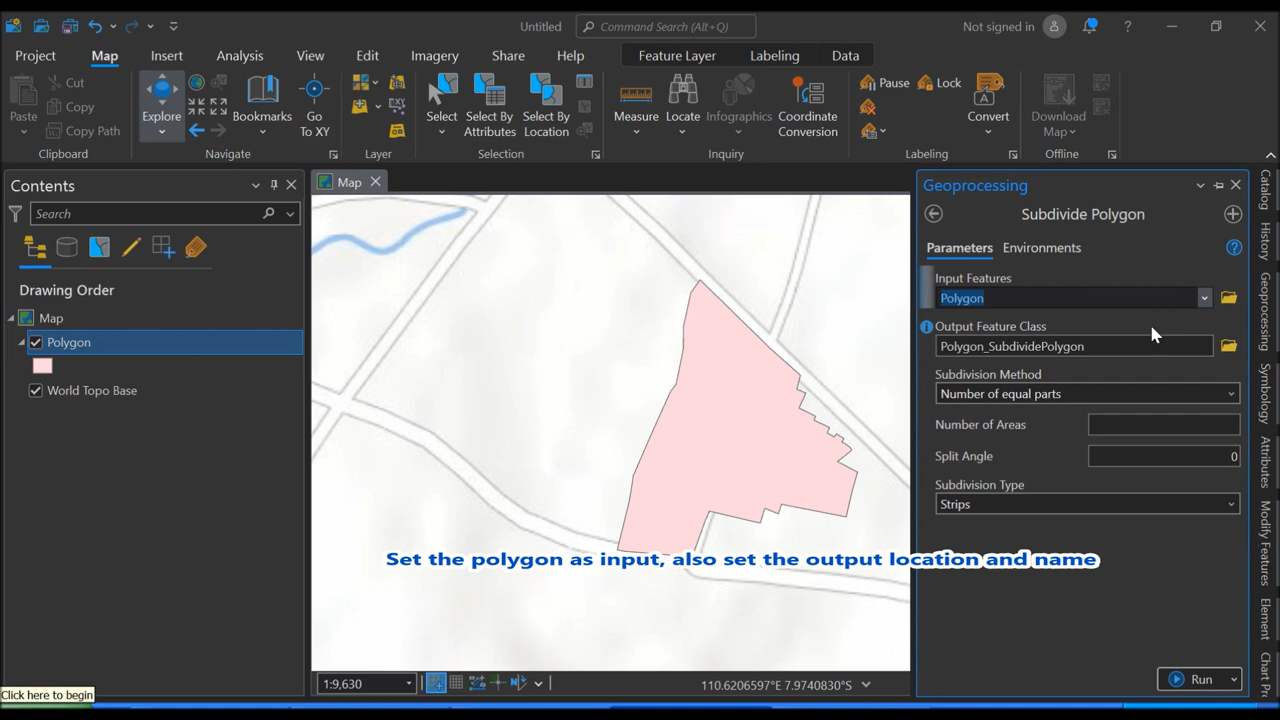 Untitled
Command Search (Alt+Q)
Not signed in
Project
Map
Insert
Analysis
View
Edit
Imagery
Share
Help
Feature Layer
Labeling
Data
Paste
Cut
Copy
Copy Path
Clipboard
Explore
Bookmarks
Go To XY
Navigate
Layer
Select
Select By Attributes
Select By Location
Selection
Measure
Locate
Infographics
Coordinate Conversion
Inquiry
Pause
Lock
Convert
Labeling
Download Map
Offline
Contents
Search
Drawing Order
Map
Polygon
World Topo Base
Map
Set the polygon as input, also set the output location and name
1:9,630
110.6206597°E 7.9740830°S
Click here to begin
Geoprocessing
Subdivide Polygon
Parameters
Environments
Input Features
Polygon
Output Feature Class
Polygon_SubdividePolygon
Subdivision Method
Number of equal parts
Number of Areas
Split Angle
0
Subdivision Type
Strips
Run
Catalog
History
Geoprocessing
Symbology
Attributes
Modify Features
Element
Chart Pr